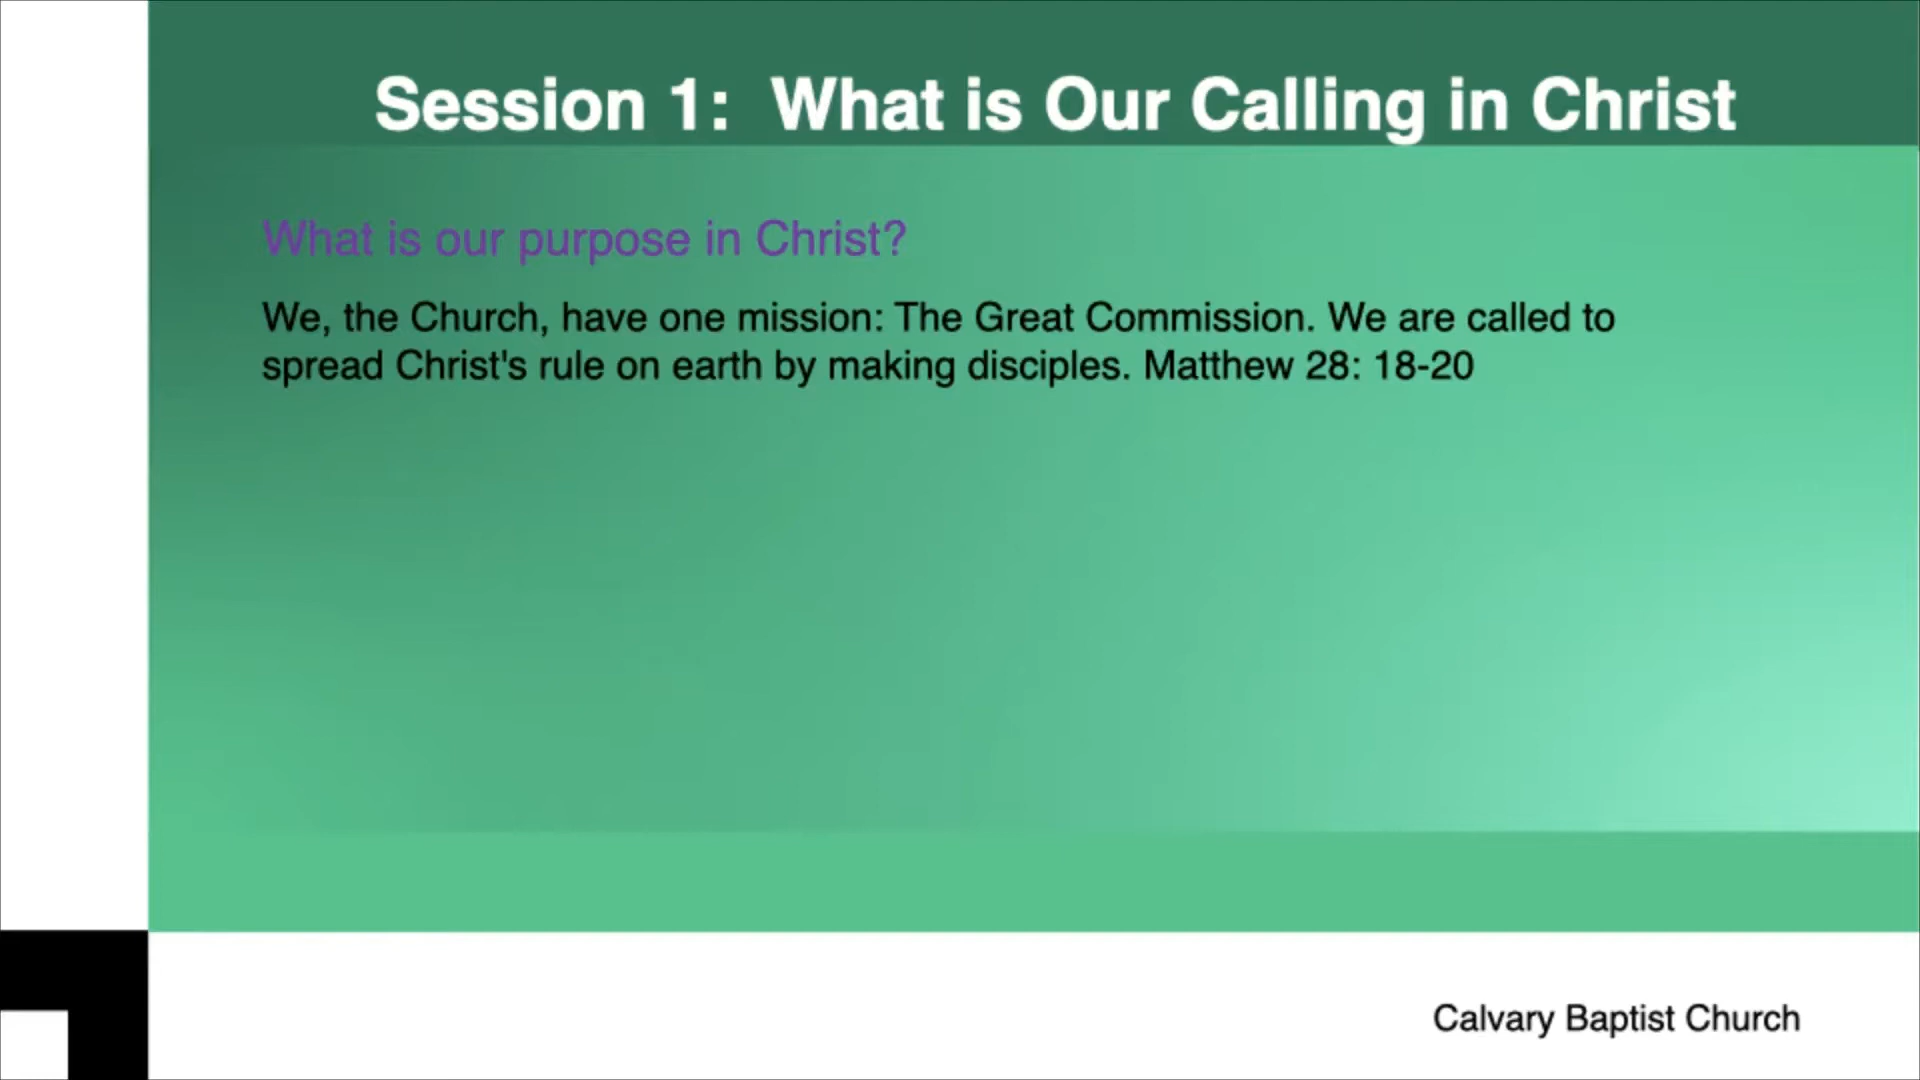 Session 1:  What is Our Calling in Christ
What is our purpose in Christ?
We, the Church, have one mission: The Great Commission. We are called to
spread Christ's rule on earth by making disciples. Matthew 28: 18-20
Calvary Baptist Church